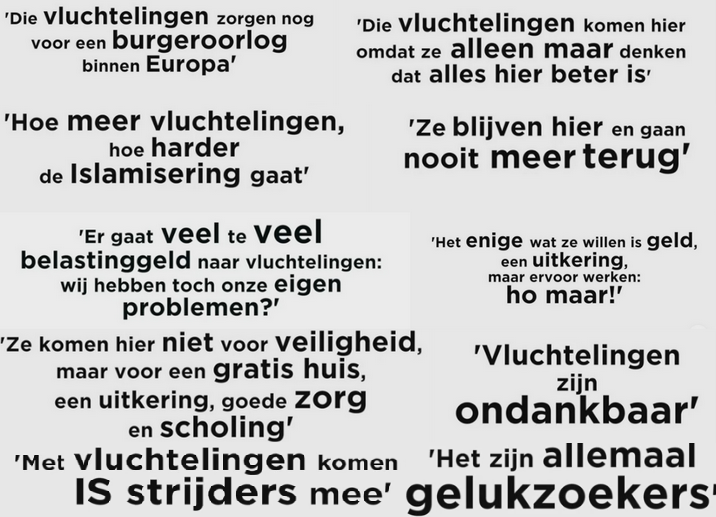 'Die vluchtelingen zorgen nog
voor een burgeroorlog
binnen Europa'
'Die vluchtelingen komen hier
omdat ze alleen maar denken
dat alles hier beter is'
'Hoe meer vluchtelingen,
hoe harder
de Islamisering gaat'
'Ze blijven hier en gaan
nooit meer terug'
'Er gaat veel te veel
belastinggeld naar vluchtelingen:
wij hebben toch onze eigen
problemen?'
'Het enige wat ze willen is geld,
een uitkering,
maar ervoor werken:
ho maar!'
'Ze komen hier niet voor veiligheid,
maar voor een gratis huis,
een uitkering, goede zorg
en scholing'
'Vluchtelingen
zijn
ondankbaar'
'Met vluchtelingen komen
IS strijders mee'
'Het zijn allemaal
gelukzoekers'